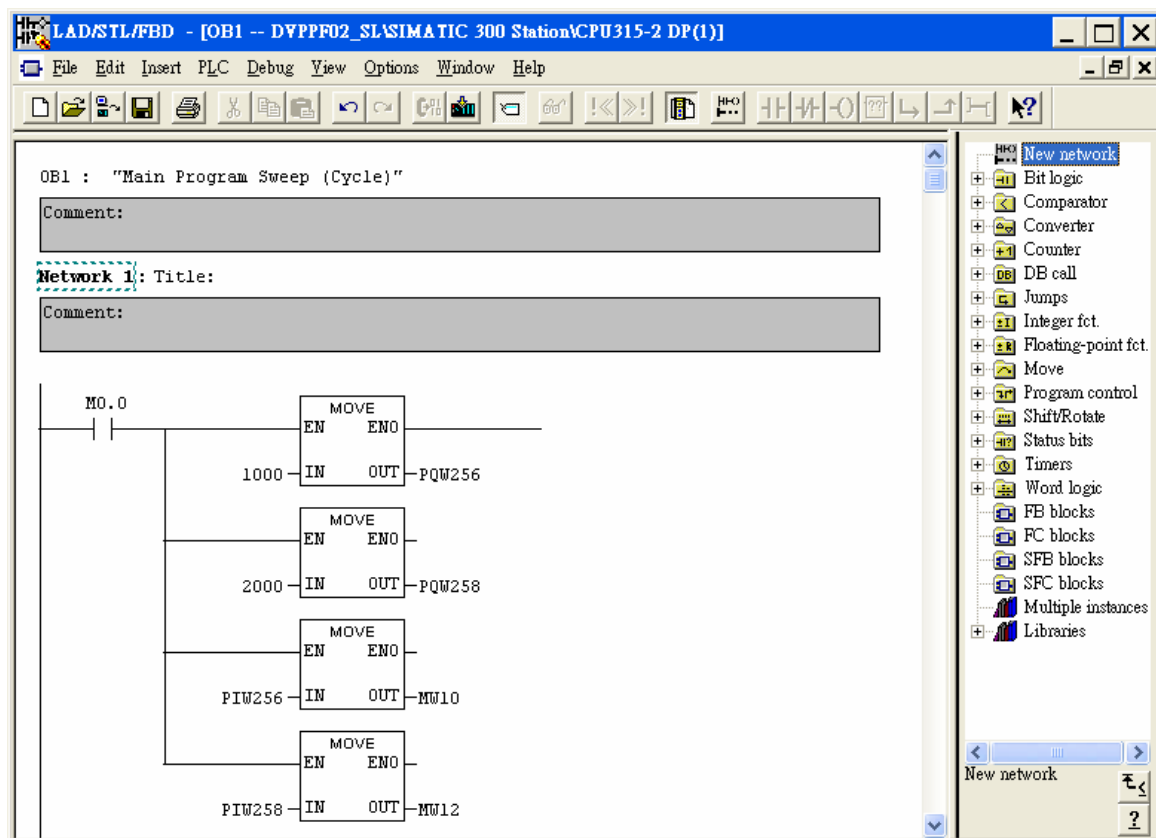 LAD/STL/FBD - [OB1 -- DVPPF02_SL\SIMATIC 300 Station\CPU315-2 DP(1)]
File Edit Insert PLC Debug View Options Window Help
OB1 : "Main Program Sweep (Cycle)"
Comment:
Network 1: Title:
Comment:
M0.0
MOVE
EN ENO
1000 IN OUT PQW256
MOVE
EN ENO
2000 IN OUT PQW258
MOVE
EN ENO
PIW256 IN OUT MW10
MOVE
EN ENO
PIW258 IN OUT MW12
New network
Bit logic
Comparator
Converter
Counter
DB call
Jumps
Integer fct.
Floating-point fct.
Move
Program control
Shift/Rotate
Status bits
Timers
Word logic
FB blocks
FC blocks
SFB blocks
SFC blocks
Multiple instances
Libraries
New network